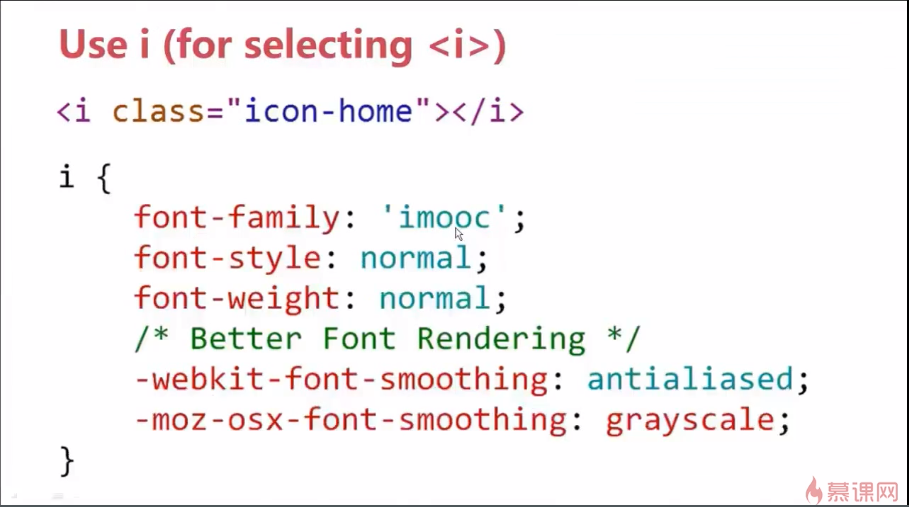 Use i (for selecting <i>)
<i class="icon-home"></i>
i {
font-family: 'imooc';
font-style: normal;
font-weight: normal;
/* Better Font Rendering */
-webkit-font-smoothing: antialiased;
-moz-osx-font-smoothing: grayscale;
}
慕课网